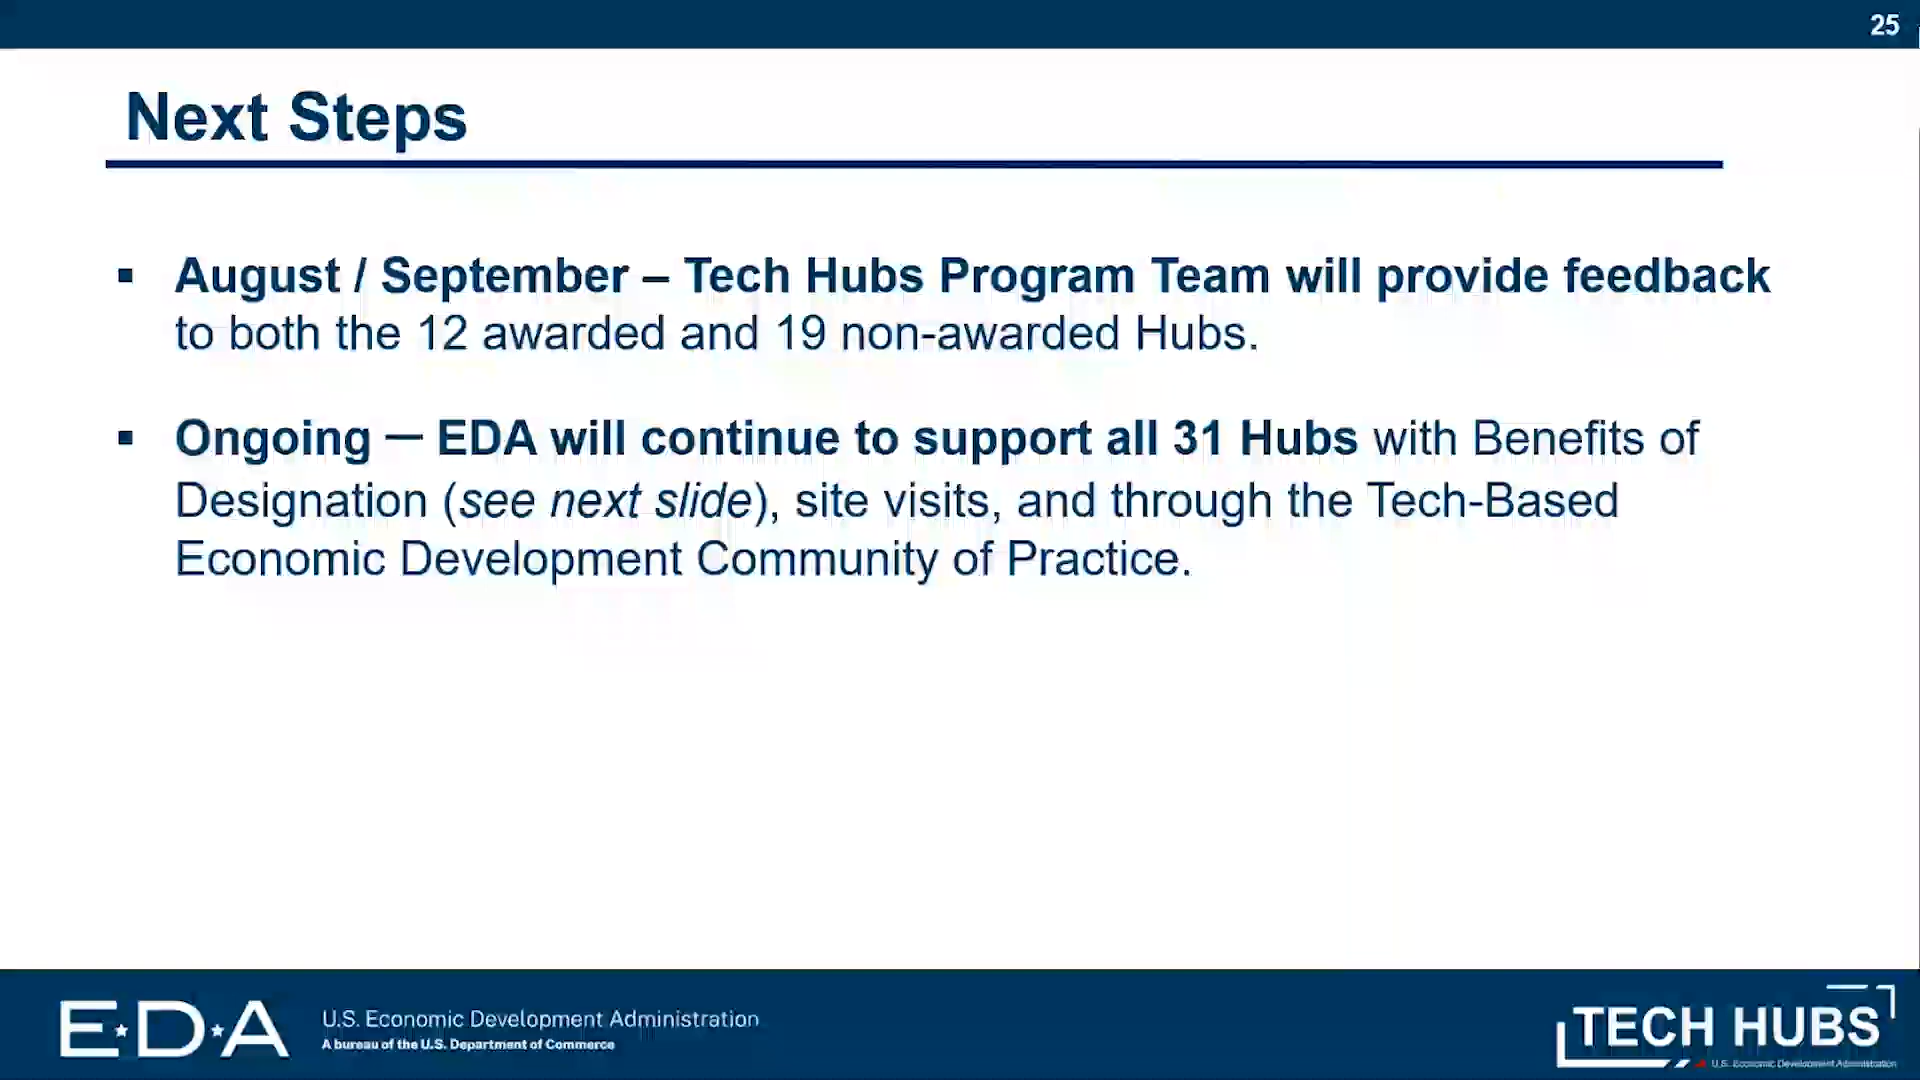 25
Next Steps
▪ August / September – Tech Hubs Program Team will provide feedback
to both the 12 awarded and 19 non-awarded Hubs.
▪ Ongoing — EDA will continue to support all 31 Hubs with Benefits of
Designation (see next slide), site visits, and through the Tech-Based
Economic Development Community of Practice.
E★D★A
U.S. Economic Development Administration
A bureau of the U.S. Department of Commerce
TECH HUBS
U.S. Economic Development Administration